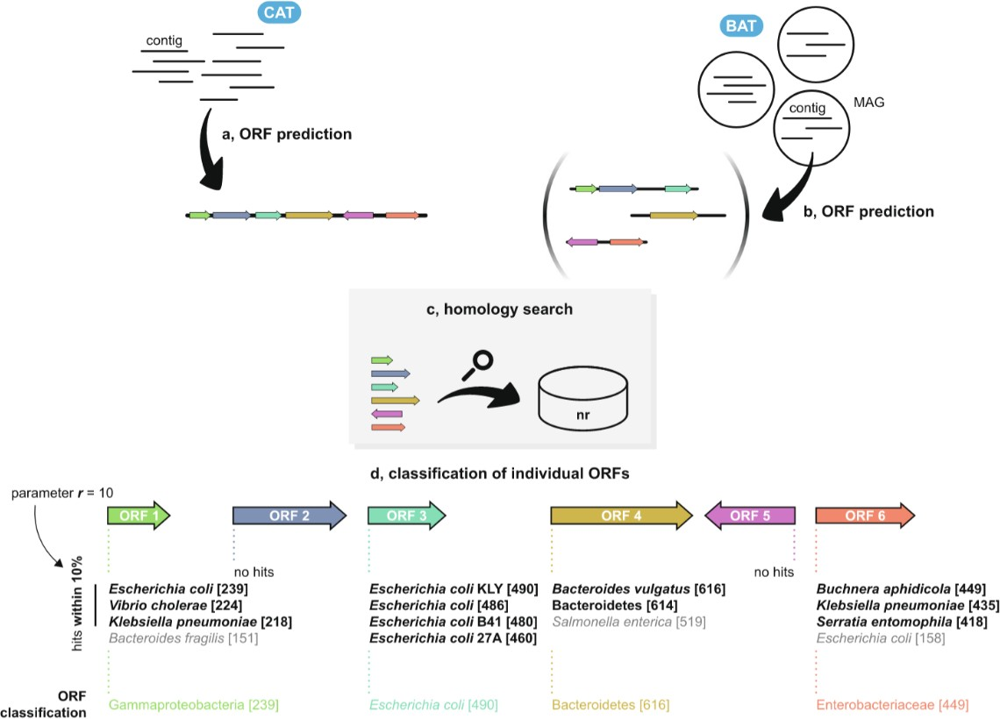 CAT
contig
a, ORF prediction
BAT
contig
MAG
b, ORF prediction
c, homology search
nr
d, classification of individual ORFs
parameter r = 10
ORF 1
ORF 2
ORF 3
ORF 4
ORF 5
ORF 6
hits within 10%
Escherichia coli [239]
Vibrio cholerae [224]
Klebsiella pneumoniae [218]
Bacteroides fragilis [151]
no hits
Escherichia coli KLY [490]
Escherichia coli [486]
Escherichia coli B41 [480]
Escherichia coli 27A [460]
Bacteroides vulgatus [616]
Bacteroidetes [614]
Salmonella enterica [519]
no hits
Buchnera aphidicola [449]
Klebsiella pneumoniae [435]
Serratia entomophila [418]
Escherichia coli [158]
ORF
classification
Gammaproteobacteria [239]
Escherichia coli [490]
Bacteroidetes [616]
Enterobacteriaceae [449]